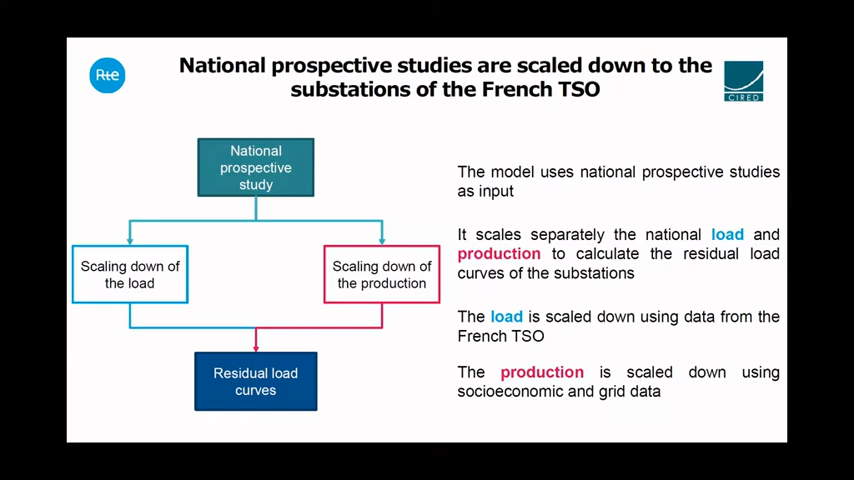 National prospective studies are scaled down to the
substations of the French TSO
Rte
CIRED
National
prospective
study
Scaling down of
the load
Scaling down of
the production
Residual load
curves
The model uses national prospective studies
as input
It scales separately the national load and
production to calculate the residual load
curves of the substations
The load is scaled down using data from the
French TSO
The production is scaled down using
socioeconomic and grid data